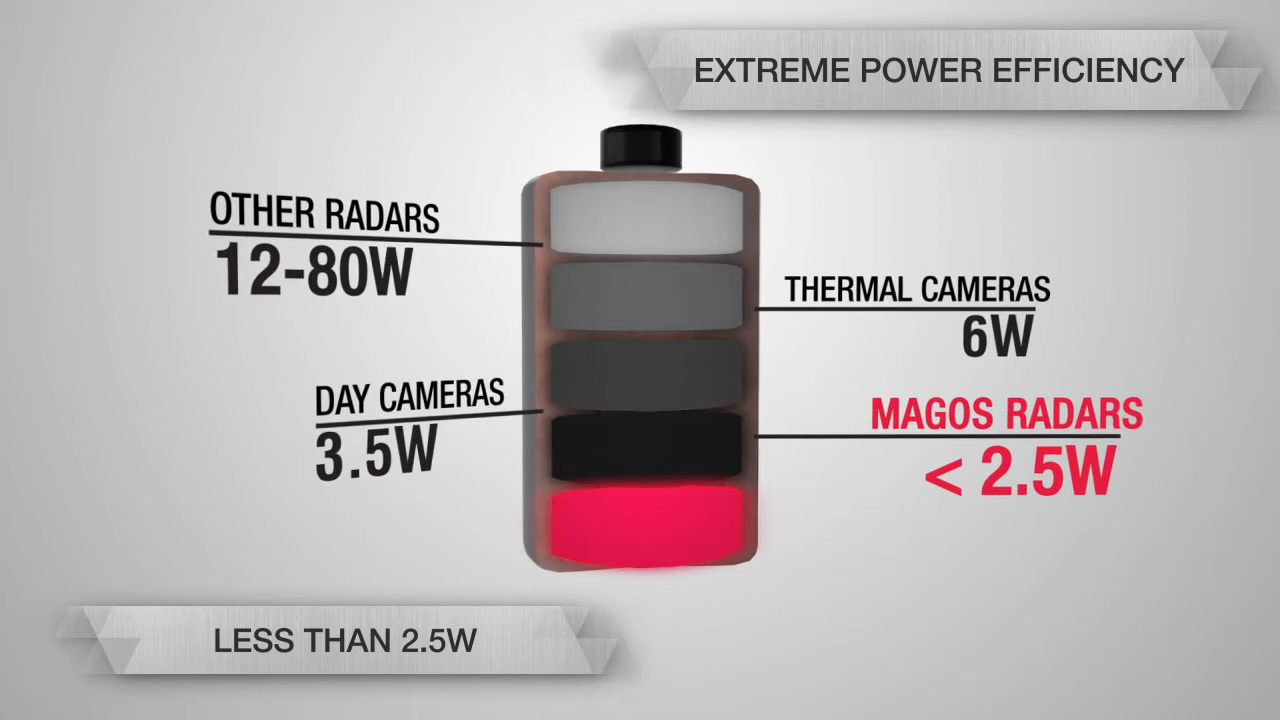 EXTREME POWER EFFICIENCY
OTHER RADARS
12-80W
THERMAL CAMERAS
6W
DAY CAMERAS
3.5W
MAGOS RADARS
< 2.5W
LESS THAN 2.5W